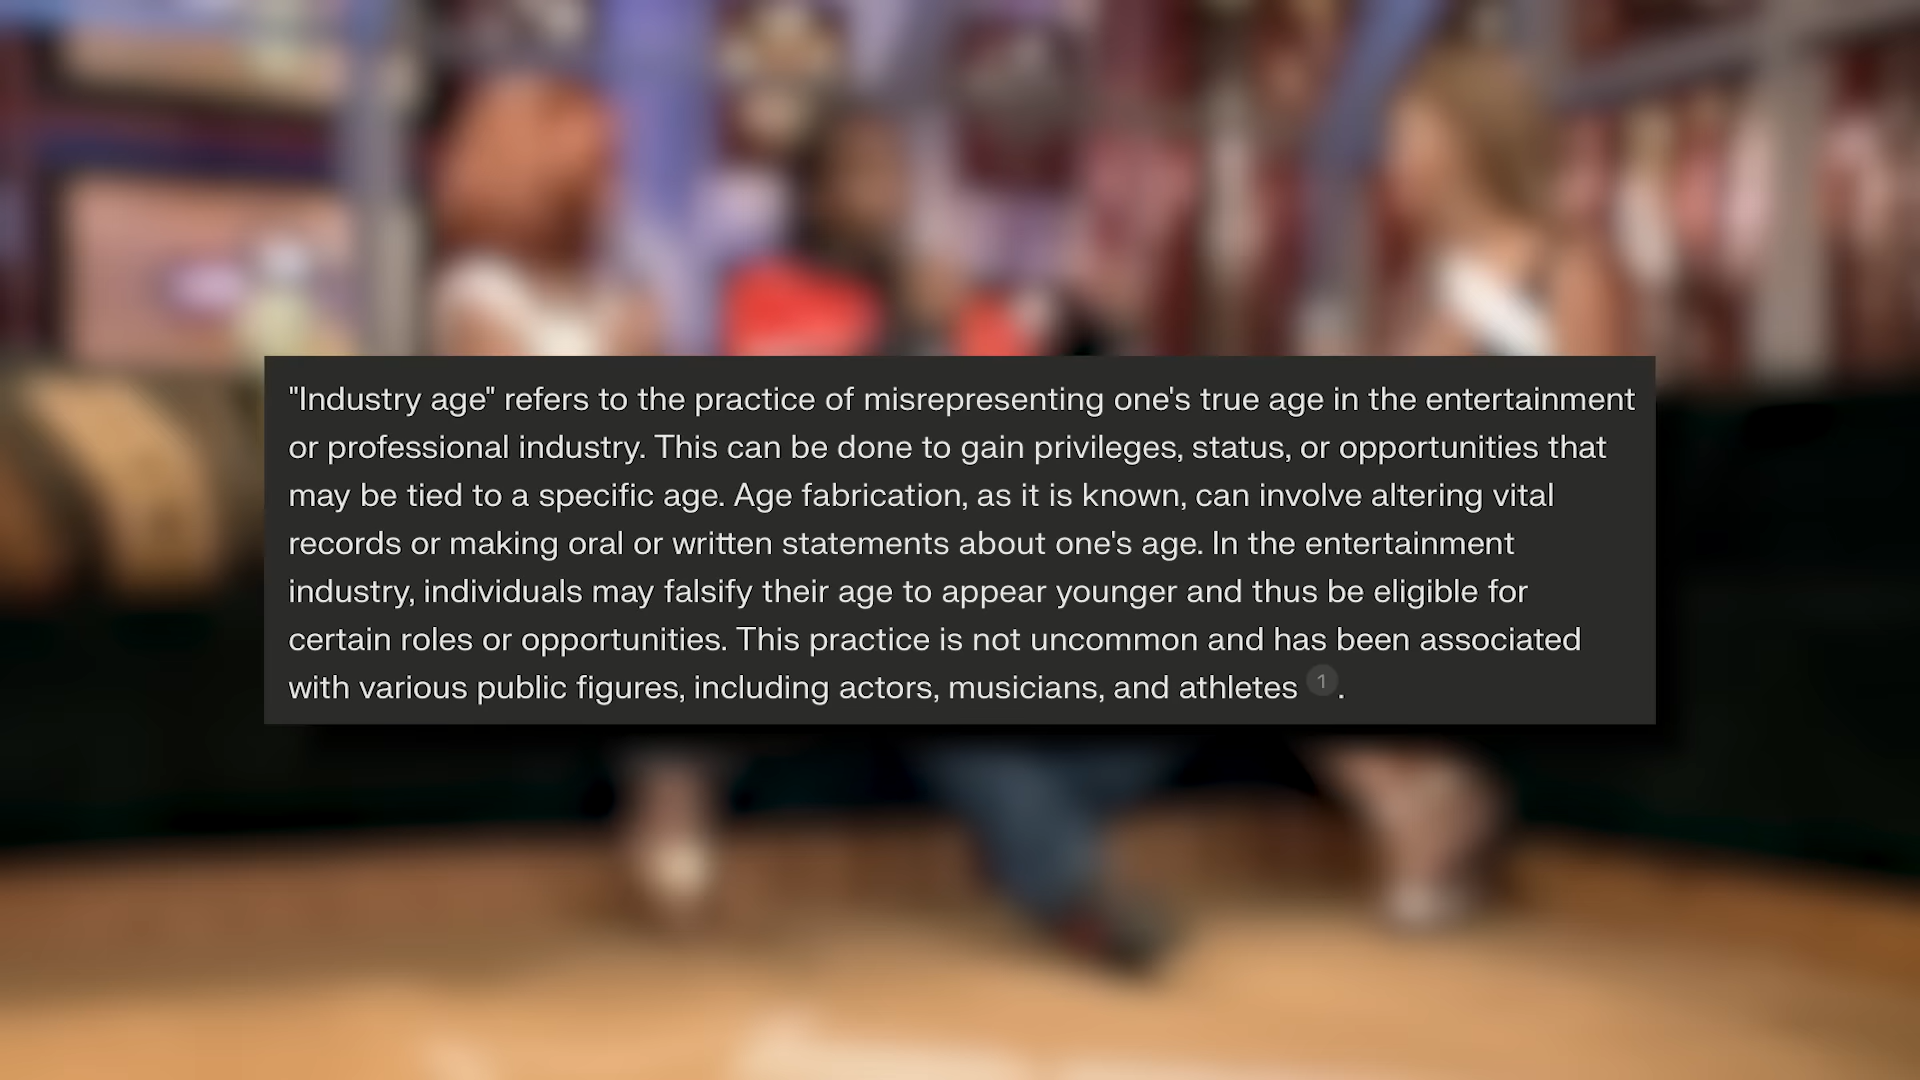 "Industry age" refers to the practice of misrepresenting one's true age in the entertainment
or professional industry. This can be done to gain privileges, status, or opportunities that
may be tied to a specific age. Age fabrication, as it is known, can involve altering vital
records or making oral or written statements about one's age. In the entertainment
industry, individuals may falsify their age to appear younger and thus be eligible for
certain roles or opportunities. This practice is not uncommon and has been associated
with various public figures, including actors, musicians, and athletes 1.